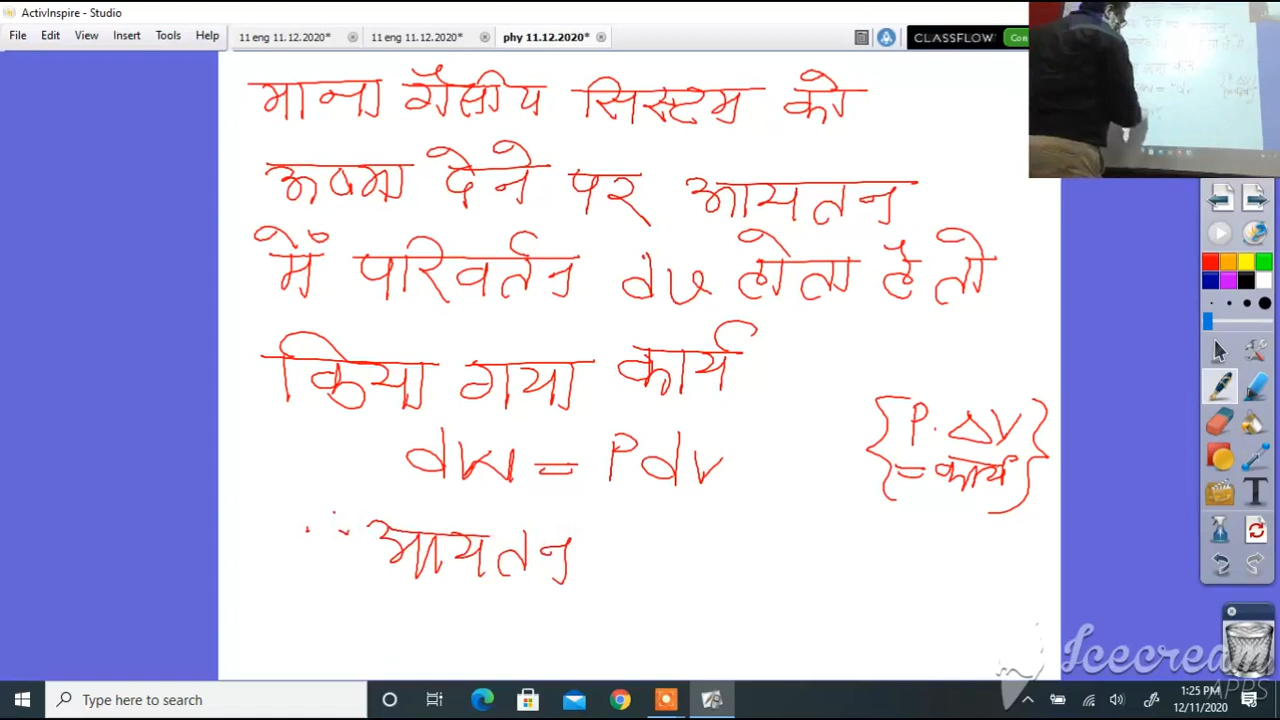 ActivInspire - Studio
File Edit View Insert Tools Help
11 eng 11.12.2020* 11 eng 11.12.2020* phy 11.12.2020* CLASSFLOW Con
माना गैसीय सिस्टम को
ऊष्मा देने पर आयतन
में परिवर्तन dv होता है तो
किया गया कार्य
dw = Pdv
{P. ΔV
= कार्य}
∴ आयतन
Icecream
APPS
Type here to search
1:25 PM
12/11/2020